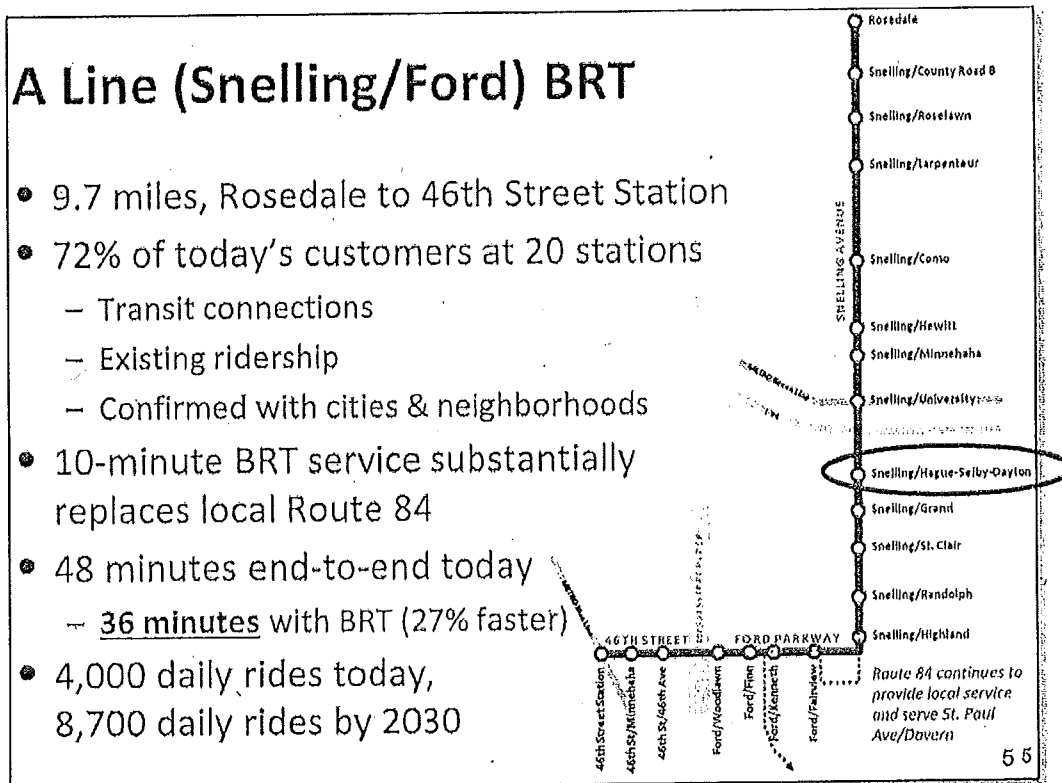 A Line (Snelling/Ford) BRT
• 9.7 miles, Rosedale to 46th Street Station
• 72% of today's customers at 20 stations
– Transit connections
– Existing ridership
– Confirmed with cities & neighborhoods
• 10-minute BRT service substantially
replaces local Route 84
• 48 minutes end-to-end today
– 36 minutes with BRT (27% faster)
• 4,000 daily rides today,
8,700 daily rides by 2030
Rosedale
Snelling/County Road B
Snelling/Roselawn
Snelling/Larpenteur
SNELLING AVENUE
Snelling/Como
Snelling/Hewitt
Snelling/Minnehaha
Snelling/University
Snelling/Hague-Selby-Dayton
Snelling/Grand
Snelling/St. Clair
Snelling/Randolph
Snelling/Highland
46TH STREET
FORD PARKWAY
46th Street Station
46th St/Minnehaha
46th St/46th Ave
Ford/Woodlawn
Ford/Finn
Ford/Kenneth
Ford/Fairview
Route 84 continues to
provide local service
and serve St. Paul
Ave/Davern
55